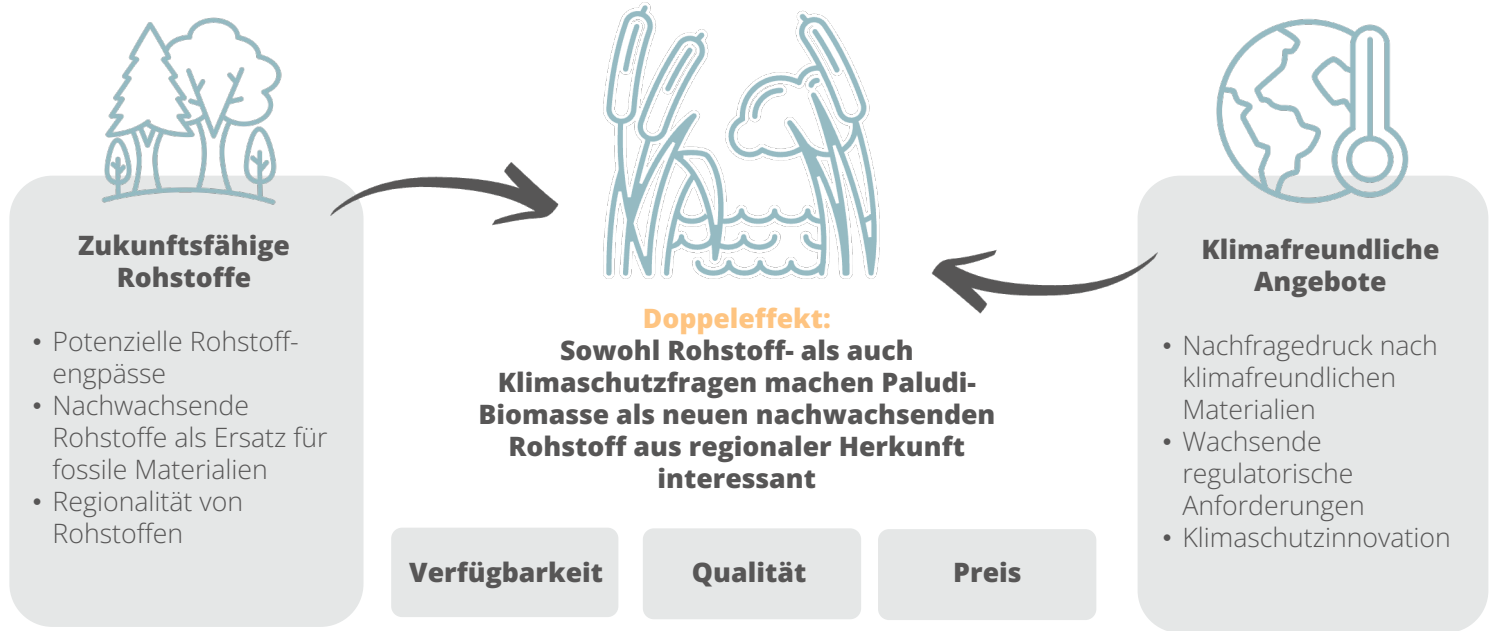 Zukunftsfähige
Rohstoffe
• Potenzielle Rohstoff-
engpässe
• Nachwachsende
Rohstoffe als Ersatz für
fossile Materialien
• Regionalität von
Rohstoffen
Doppeleffekt:
Sowohl Rohstoff- als auch
Klimaschutzfragen machen Paludi-
Biomasse als neuen nachwachsenden
Rohstoff aus regionaler Herkunft
interessant
Verfügbarkeit
Qualität
Preis
Klimafreundliche
Angebote
• Nachfragedruck nach
klimafreundlichen
Materialien
• Wachsende
regulatorische
Anforderungen
• Klimaschutzinnovation